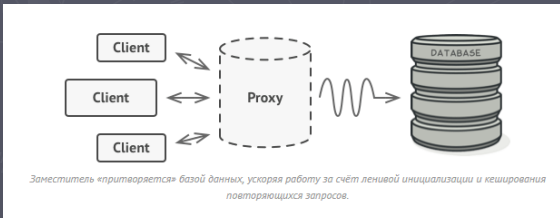 Client
Client
Client
Proxy
DATABASE
Заместитель «притворяется» базой данных, ускоряя работу за счёт ленивой инициализации и кеширования
повторяющихся запросов.